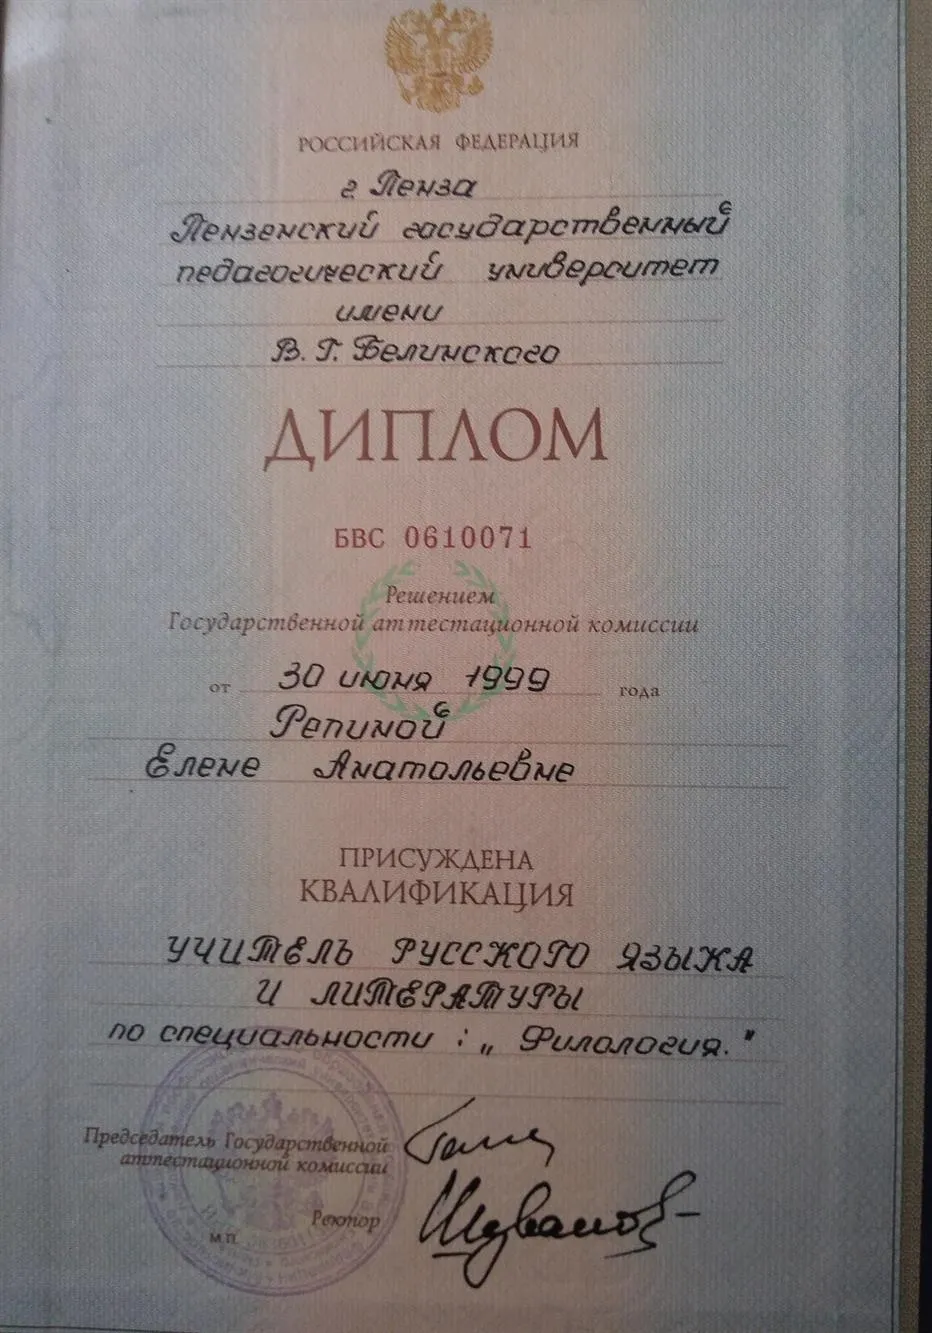 РОССИЙСКАЯ ФЕДЕРАЦИЯ
г. Пенза
Пензенский государственный
педагогический университет
имени
В. Г. Белинского
ДИПЛОМ
БВС 0610071
Решением
Государственной аттестационной комиссии
от 30 июня 1999 года
Репиной
Елене Анатольевне
ПРИСУЖДЕНА
КВАЛИФИКАЦИЯ
УЧИТЕЛЬ РУССКОГО ЯЗЫКА
И ЛИТЕРАТУРЫ
по специальности: „Филология."
Председатель Государственной
аттестационной комиссии
Ректор
М.П.